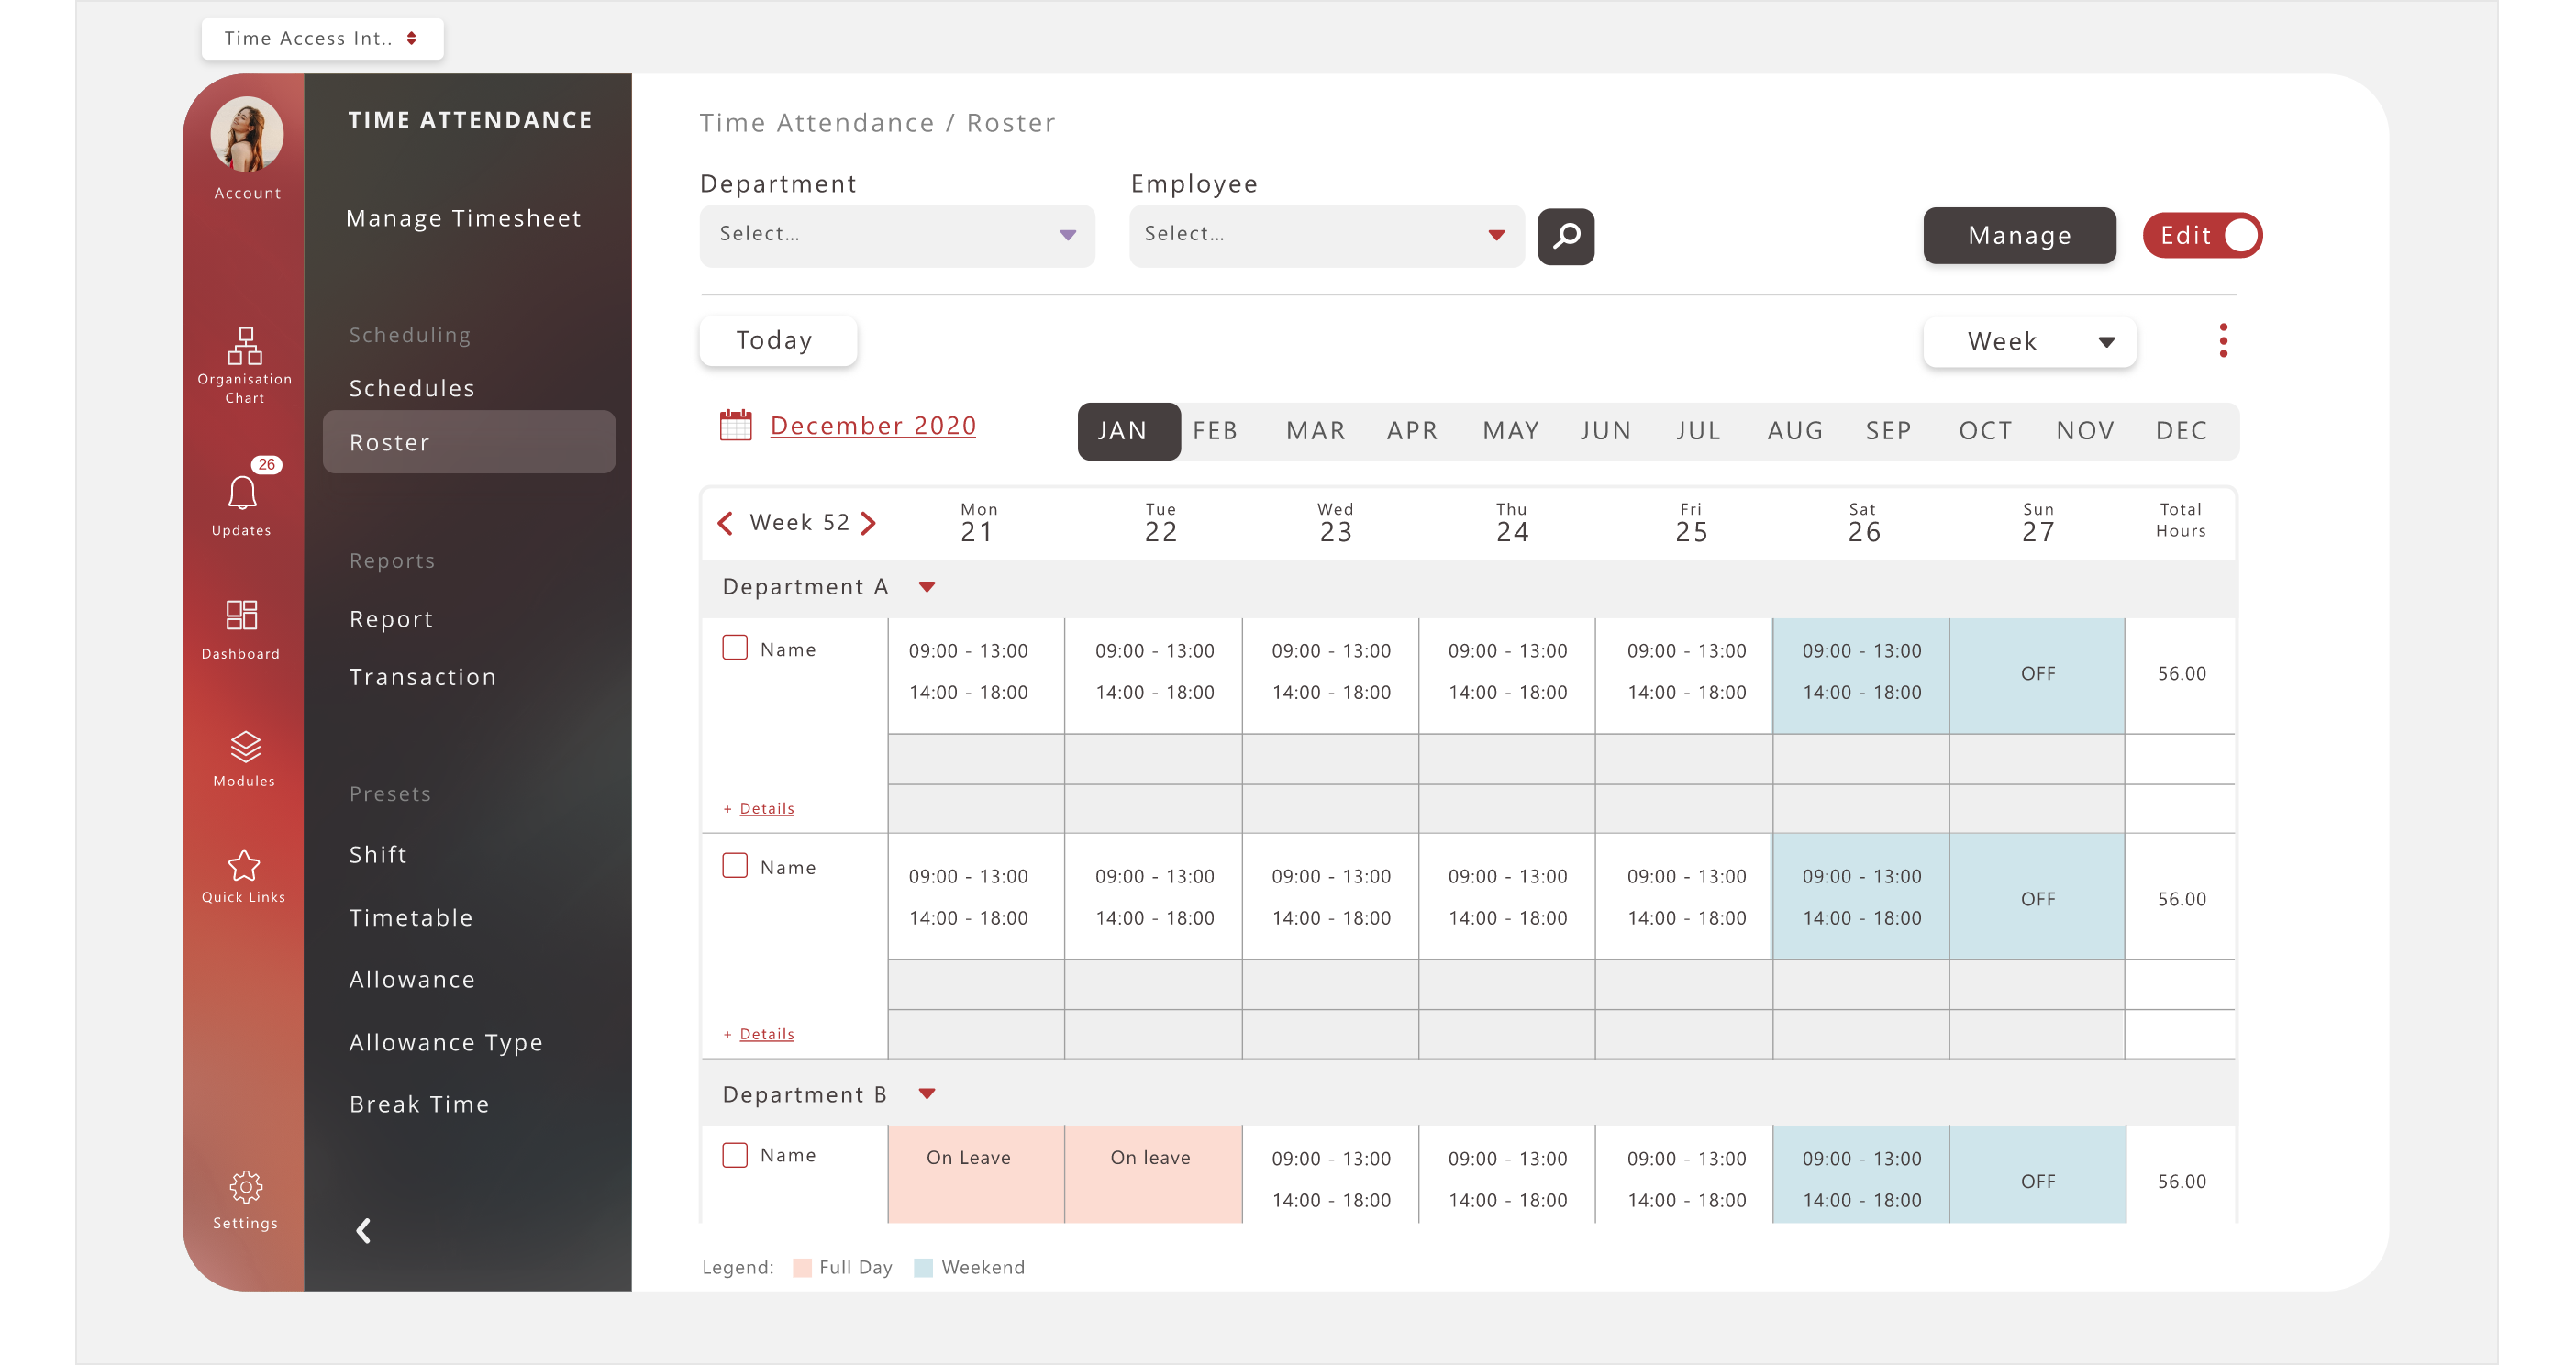 Time Access Int..
Account
Organisation
Chart
26
Updates
Dashboard
Modules
Quick Links
Settings
TIME ATTENDANCE
Manage Timesheet
Scheduling
Schedules
Roster
Reports
Report
Transaction
Presets
Shift
Timetable
Allowance
Allowance Type
Break Time
Time Attendance / Roster
Department
Employee
Select...
Select...
Manage
Edit
Today
Week
December 2020
JAN FEB MAR APR MAY JUN JUL AUG SEP OCT NOV DEC
Week 52
Mon
21
Tue
22
Wed
23
Thu
24
Fri
25
Sat
26
Sun
27
Total
Hours
Department A
Name
09:00 - 13:00 09:00 - 13:00 09:00 - 13:00 09:00 - 13:00 09:00 - 13:00 09:00 - 13:00
OFF 56.00
14:00 - 18:00 14:00 - 18:00 14:00 - 18:00 14:00 - 18:00 14:00 - 18:00 14:00 - 18:00
+ Details
Name
09:00 - 13:00 09:00 - 13:00 09:00 - 13:00 09:00 - 13:00 09:00 - 13:00 09:00 - 13:00
OFF 56.00
14:00 - 18:00 14:00 - 18:00 14:00 - 18:00 14:00 - 18:00 14:00 - 18:00 14:00 - 18:00
+ Details
Department B
Name
On Leave On leave 09:00 - 13:00 09:00 - 13:00 09:00 - 13:00 09:00 - 13:00
OFF 56.00
14:00 - 18:00 14:00 - 18:00 14:00 - 18:00 14:00 - 18:00
Legend: Full Day Weekend